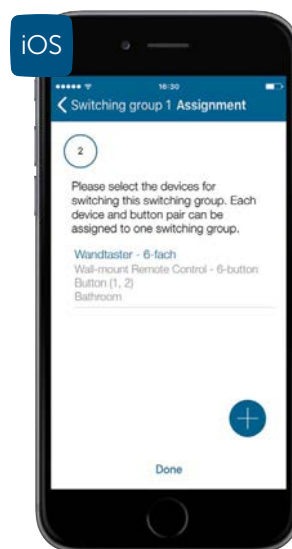 iOS
16:30
Switching group 1 Assignment
2
Please select the devices for
switching this switching group. Each
device and button pair can be
assigned to one switching group.
Wandtaster - 6-fach
Wall-mount Remote Control - 6-button
Button (1, 2)
Bathroom
Done